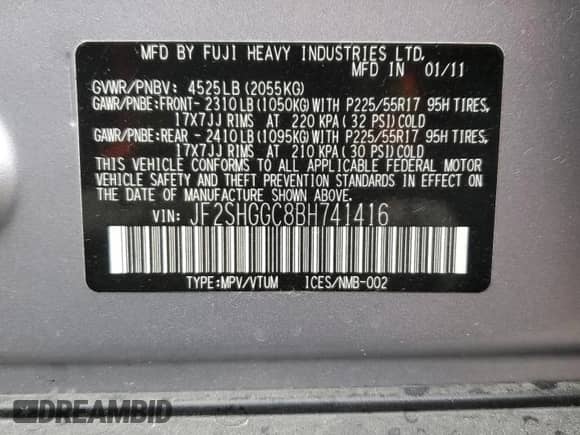 MFD BY FUJI HEAVY INDUSTRIES LTD.
MFD IN 01/11
GVWR/PNBV: 4525LB(2055KG)
GAWR/PNBE:FRONT-2310LB(1050KG)WITH P225/55R17 95H TIRES,
17X7JJ RIMS AT 220 KPA(32 PSI)COLD
GAWR/PNBE:REAR -2410LB(1095KG)WITH P225/55R17 95H TIRES,
17X7JJ RIMS AT 210 KPA(30 PSI)COLD
THIS VEHICLE CONFORMS TO ALL APPLICABLE FEDERAL MOTOR
VEHICLE SAFETY AND THEFT PREVENTION STANDARDS IN EFFECT ON
THE DATE OF MANUFACTURE SHOWN ABOVE.
VIN: JF2SHGGC8BH741416
TYPE:MPV/VTUM ICES/NMB-002
DREAMBID